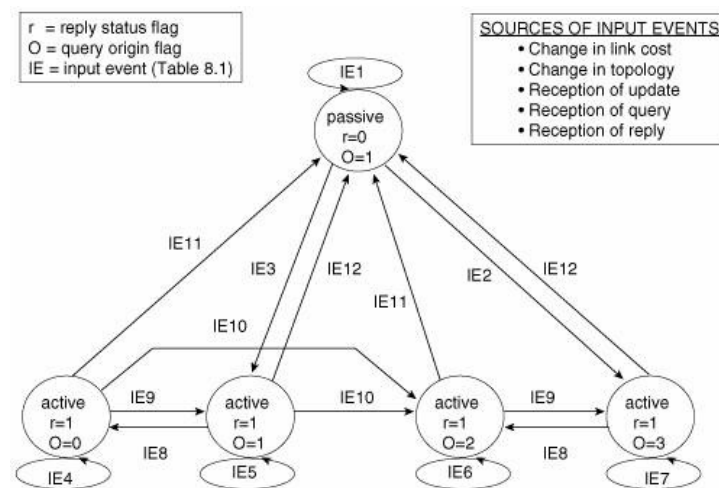 r = reply status flag
O = query origin flag
IE = input event (Table 8.1)
SOURCES OF INPUT EVENTS
• Change in link cost
• Change in topology
• Reception of update
• Reception of query
• Reception of reply
IE1
passive
r=0
O=1
IE11
IE3
IE12
IE11
IE2
IE12
IE10
active
r=1
O=0
IE9
IE8
active
r=1
O=1
IE10
active
r=1
O=2
IE9
IE8
active
r=1
O=3
IE4
IE5
IE6
IE7